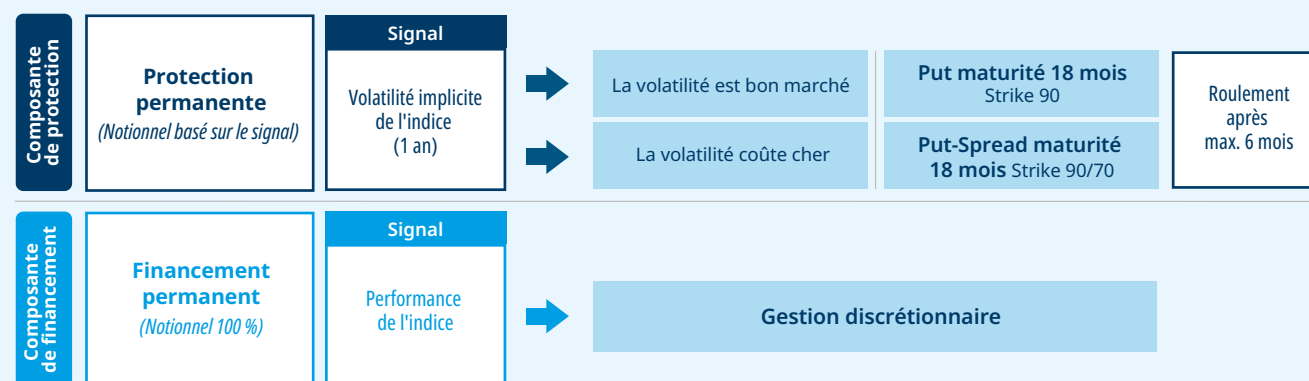 Composante
de protection
Protection
permanente
(Notionnel basé sur le signal)
Signal
Volatilité implicite
de l'indice
(1 an)
La volatilité est bon marché
Put maturité 18 mois
Strike 90
La volatilité coûte cher
Put-Spread maturité
18 mois Strike 90/70
Roulement
après
max. 6 mois
Composante
de financement
Financement
permanent
(Notionnel 100 %)
Signal
Performance
de l'indice
Gestion discrétionnaire